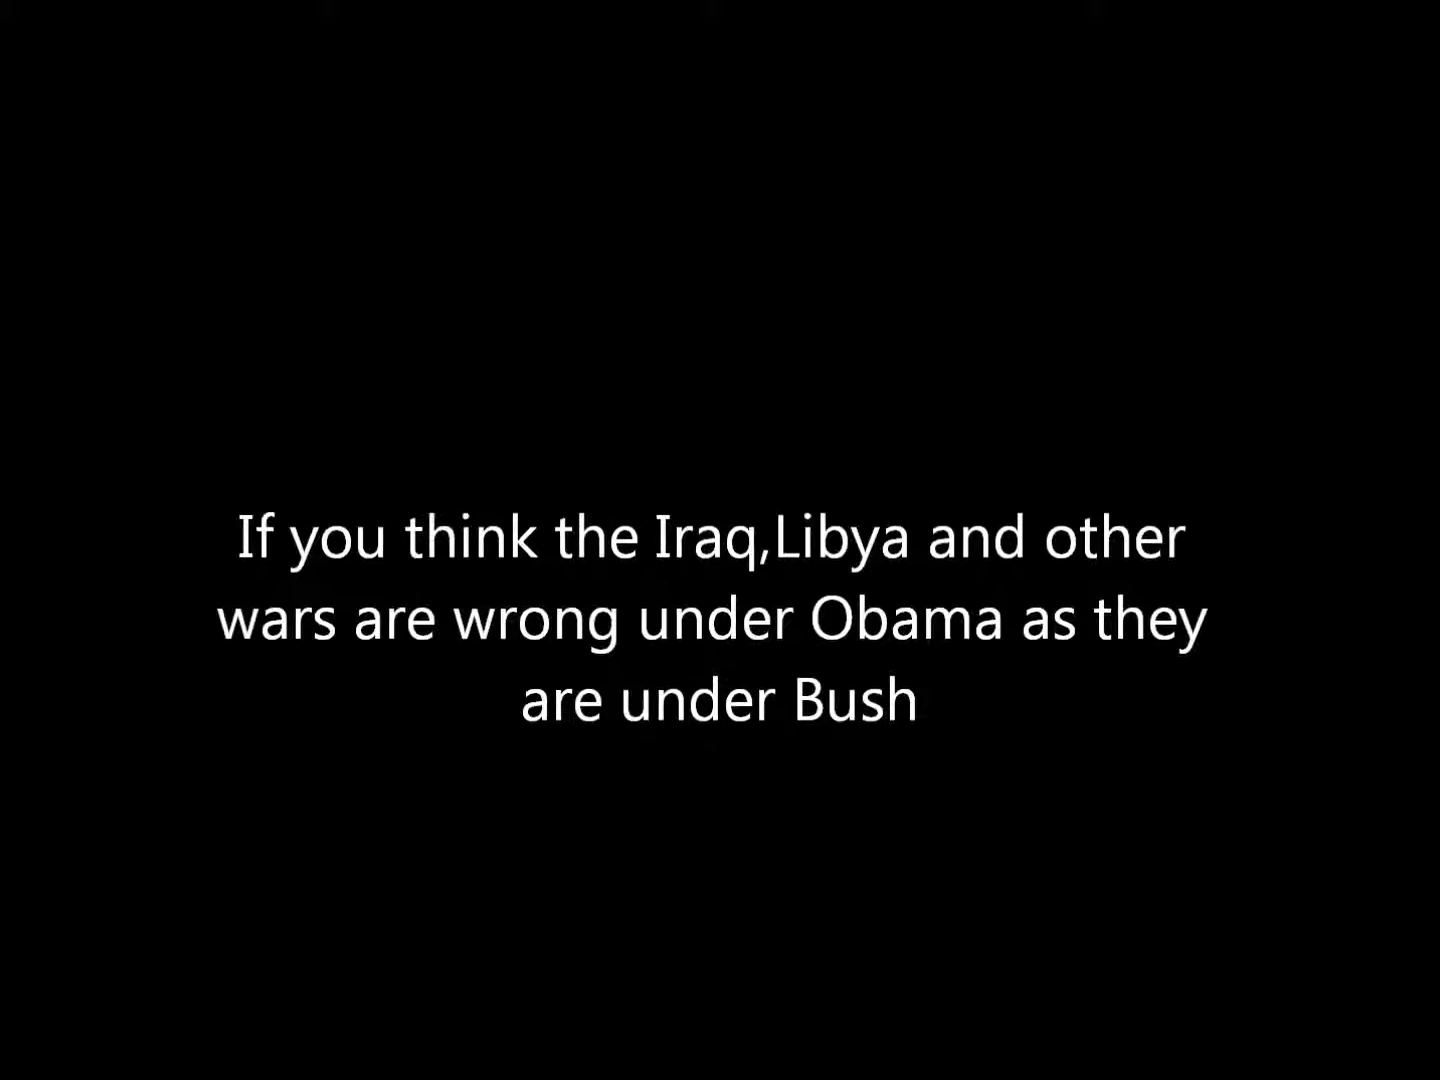 If you think the Iraq,Libya and other
wars are wrong under Obama as they
are under Bush